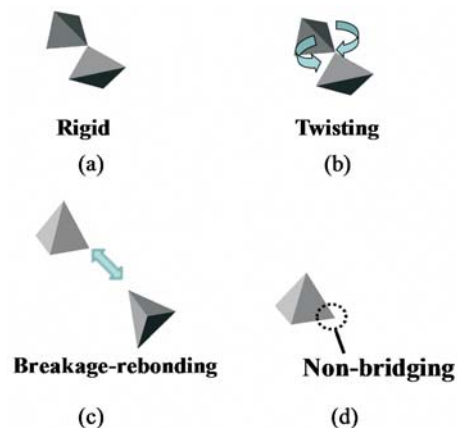 Rigid
(a)
Twisting
(b)
Breakage-rebonding
(c)
Non-bridging
(d)